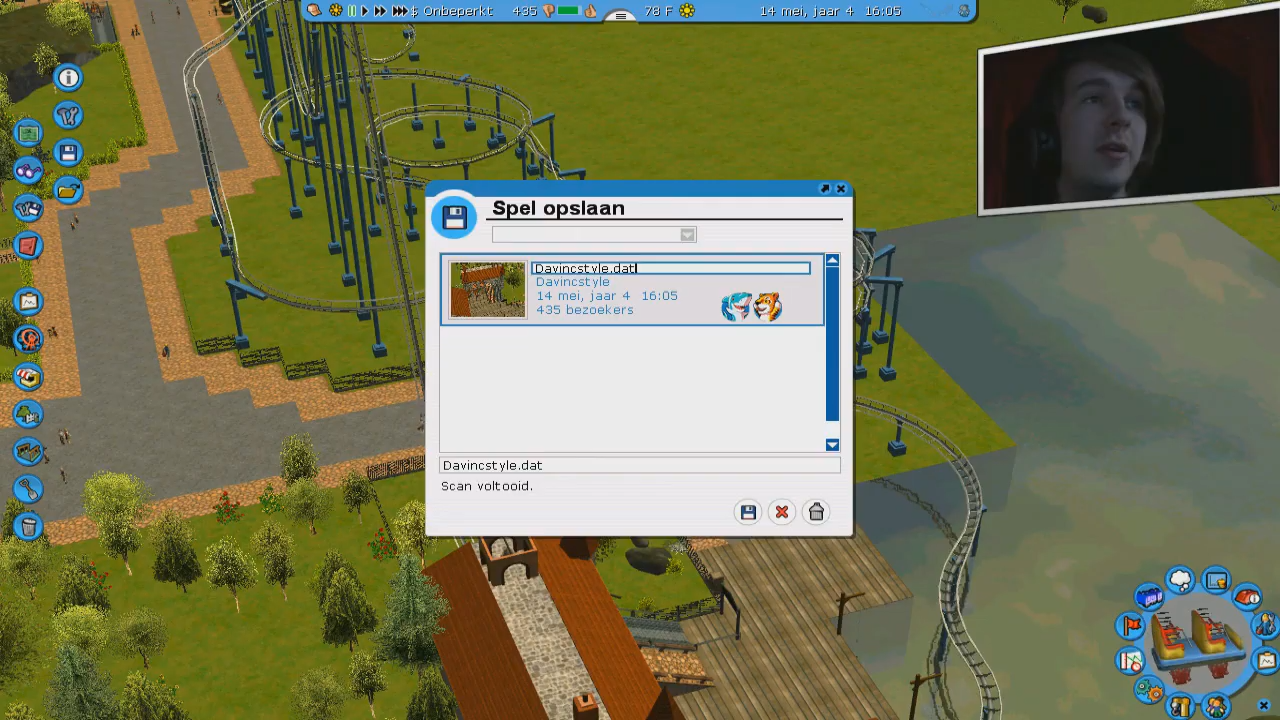 $ Onbeperkt 435 78 F 14 mei, jaar 4 16:05
Spel opslaan
Davincstyle.dat
Davincstyle
14 mei, jaar 4 16:05
435 bezoekers
Davincstyle.dat
Scan voltooid.